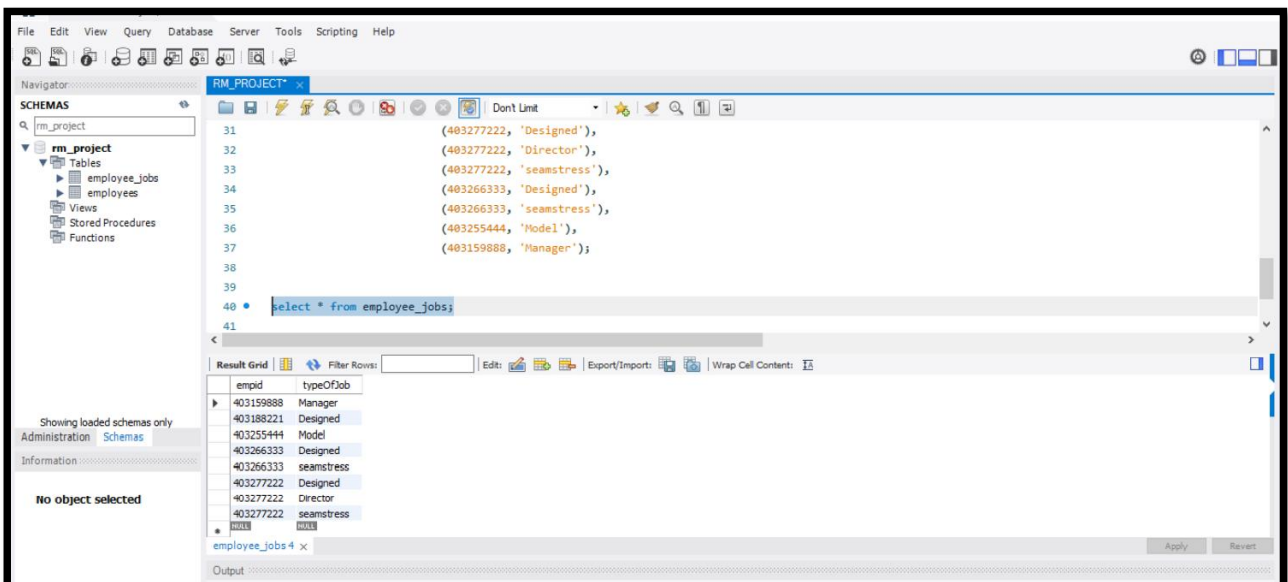 File Edit View Query Database Server Tools Scripting Help
Navigator
RM_PROJECT*
SCHEMAS
rm_project
rm_project
Tables
employee_jobs
employees
Views
Stored Procedures
Functions
Showing loaded schemas only
Administration Schemas
Information
No object selected
Don't Limit
31 (403277222, 'Designed'),
32 (403277222, 'Director'),
33 (403277222, 'seamstress'),
34 (403266333, 'Designed'),
35 (403266333, 'seamstress'),
36 (403255444, 'Model'),
37 (403159888, 'Manager');
38
39
40 select * from employee_jobs;
41
Result Grid Filter Rows: Edit: Export/Import: Wrap Cell Content:
empid typeOfJob
403159888 Manager
403188221 Designed
403255444 Model
403266333 Designed
403266333 seamstress
403277222 Designed
403277222 Director
403277222 seamstress
NULL NULL
employee_jobs 4
Apply Revert
Output